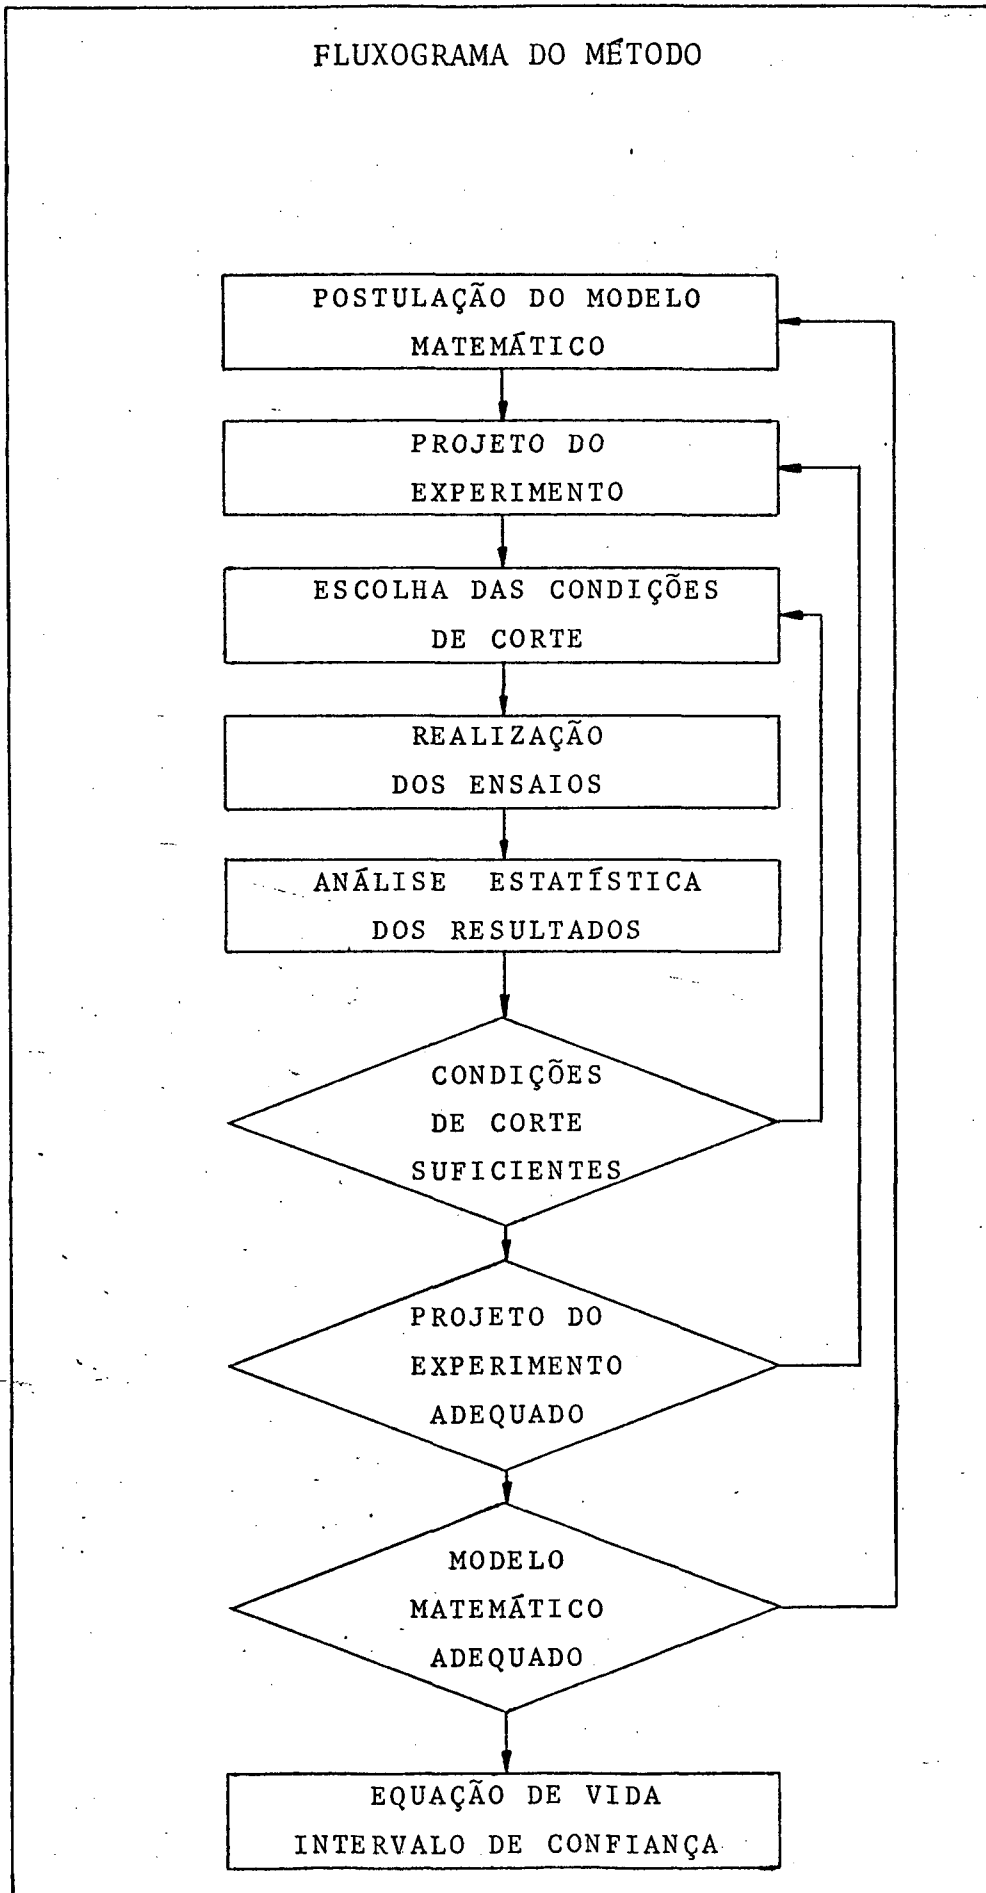 FLUXOGRAMA DO MÉTODO
POSTULAÇÃO DO MODELO
MATEMÁTICO
PROJETO DO
EXPERIMENTO
ESCOLHA DAS CONDIÇÕES
DE CORTE
REALIZAÇÃO
DOS ENSAIOS
ANÁLISE ESTATÍSTICA
DOS RESULTADOS
CONDIÇÕES
DE CORTE
SUFICIENTES
PROJETO DO
EXPERIMENTO
ADEQUADO
MODELO
MATEMÁTICO
ADEQUADO
EQUAÇÃO DE VIDA
INTERVALO DE CONFIANÇA